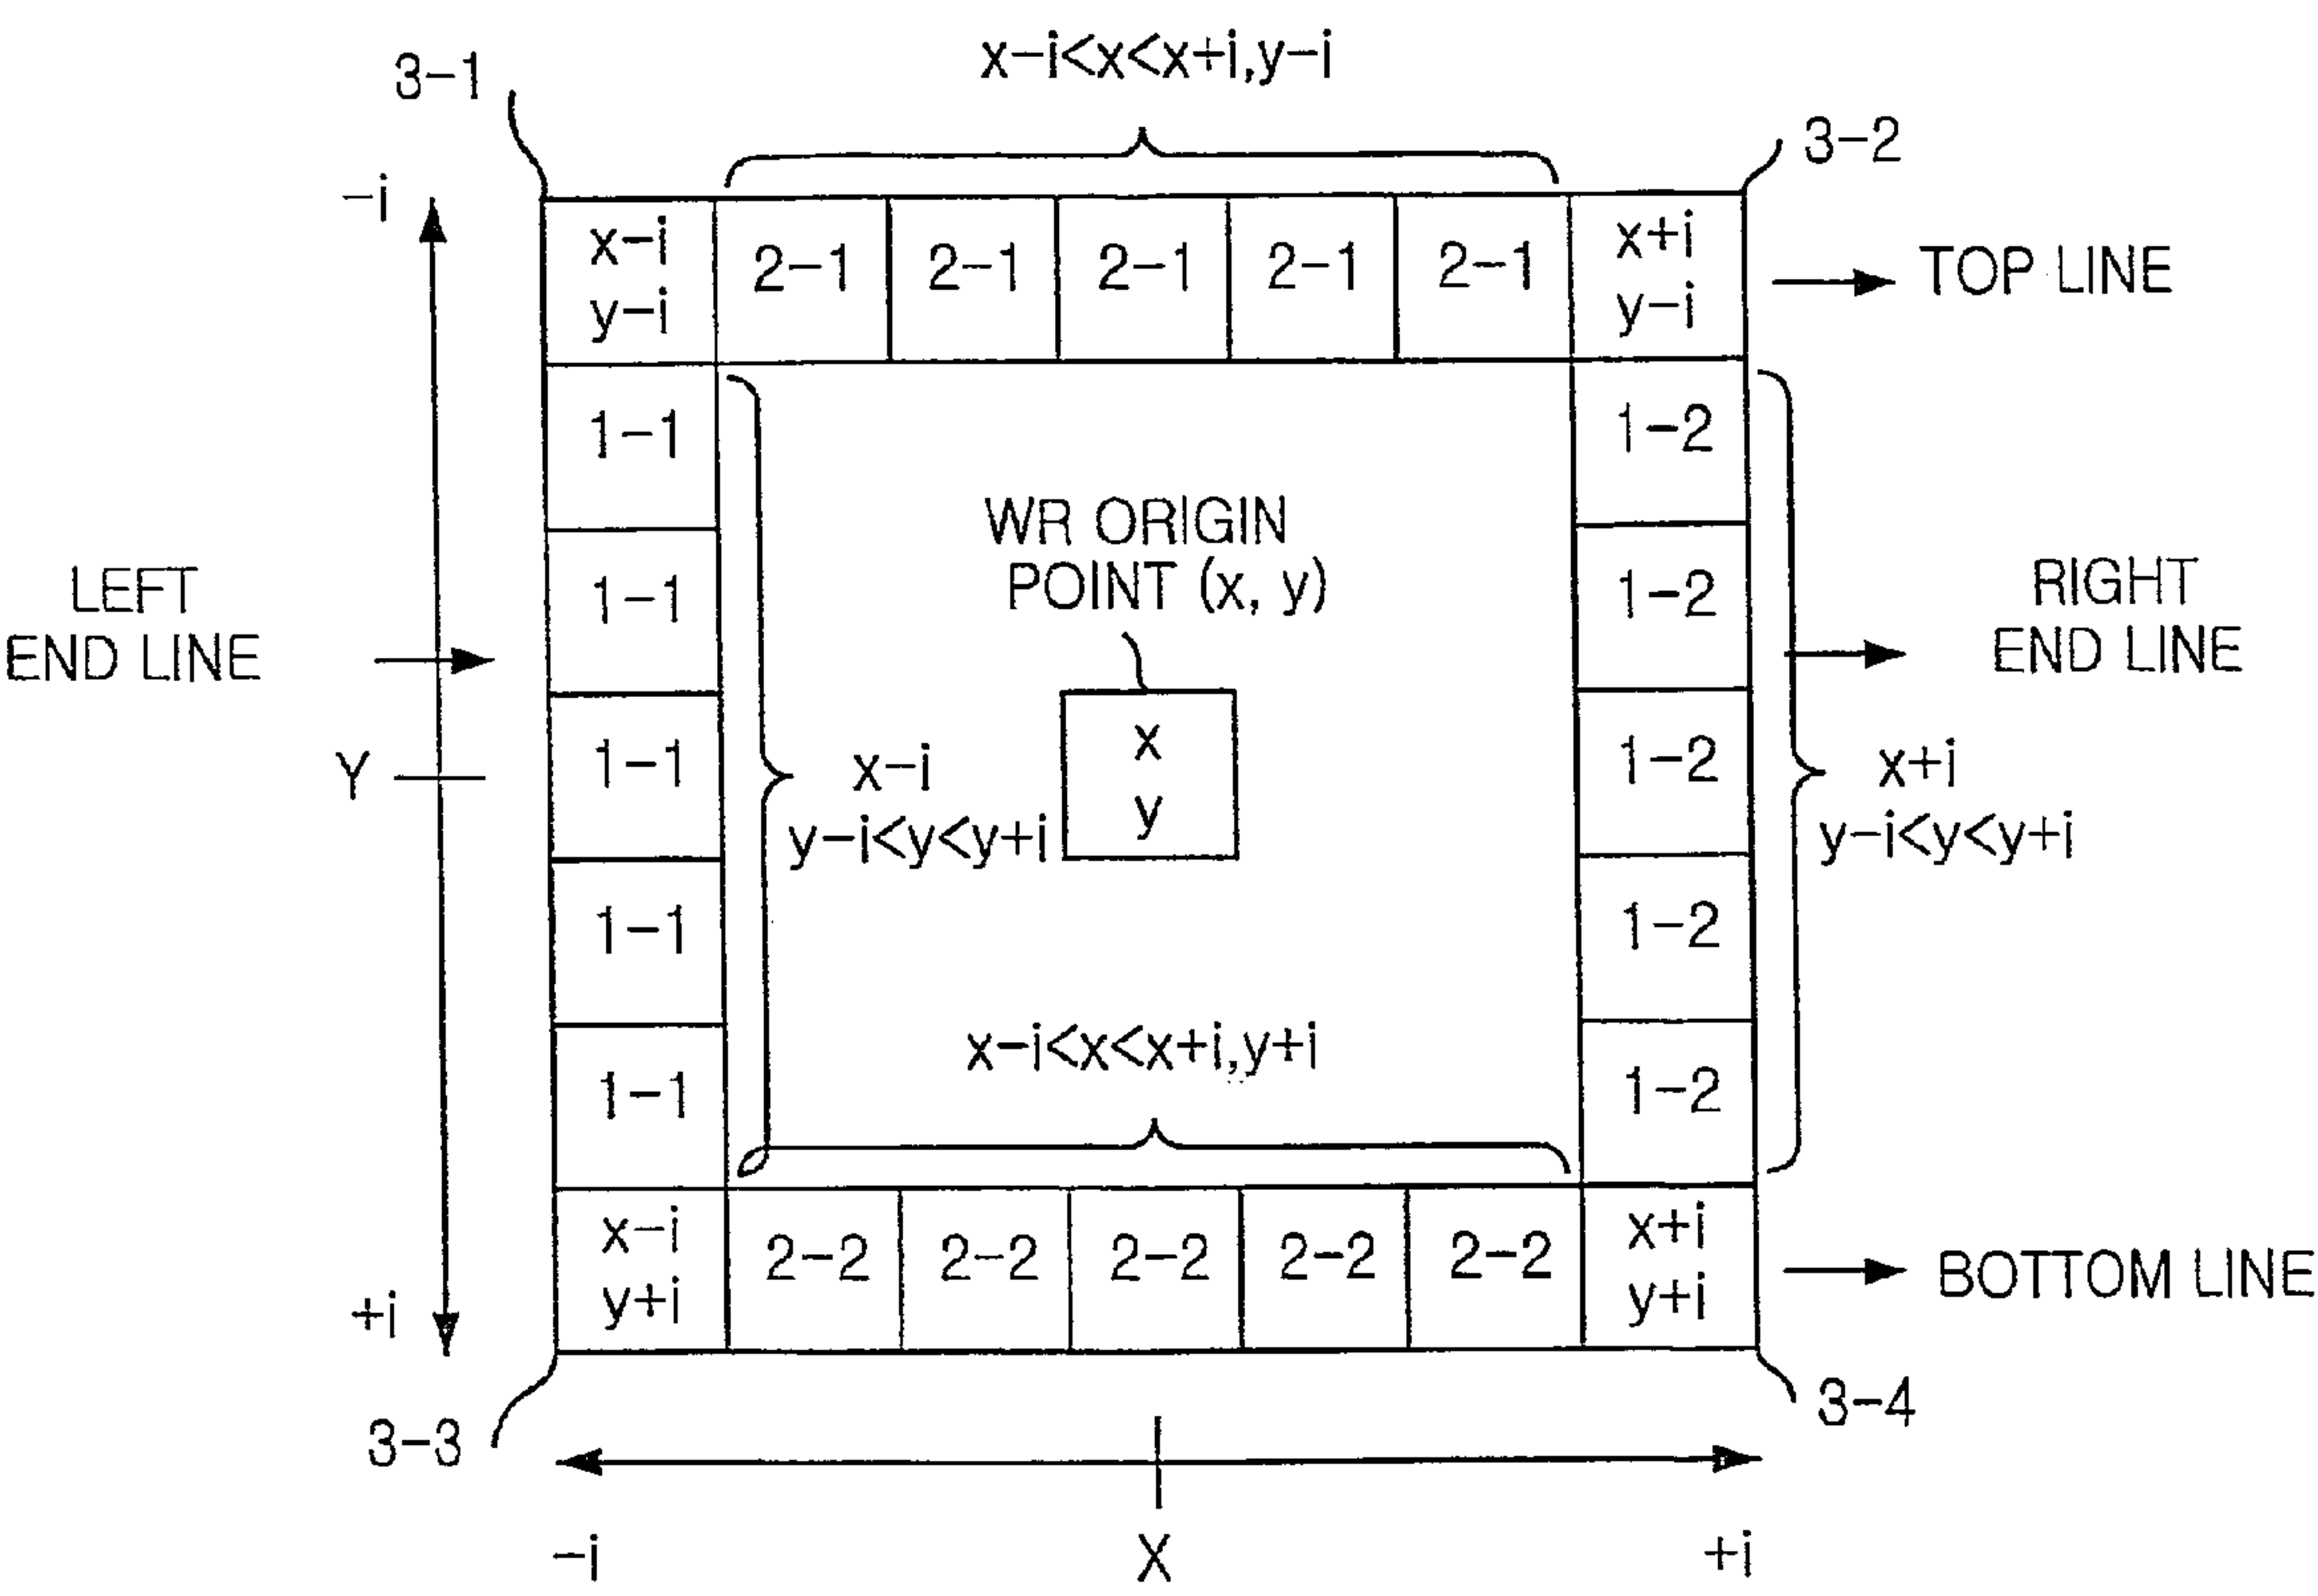 x−i<x<x+i,y−i
3−1
3−2
−i
x−i
y−i
2−1 2−1 2−1 2−1 2−1
x+i
y−i
TOP LINE
1−1
1−2
WR ORIGIN
POINT (x, y)
LEFT
END LINE
1−1
1−2
RIGHT
END LINE
Y
1−1
x−i
y−i<y<y+i
x
y
1−2
x+i
y−i<y<y+i
1−1
1−2
x−i<x<x+i,y+i
1−1
1−2
x−i
y+i
2−2 2−2 2−2 2−2 2−2
x+i
y+i
BOTTOM LINE
+i
3−3
3−4
−i
X
+i